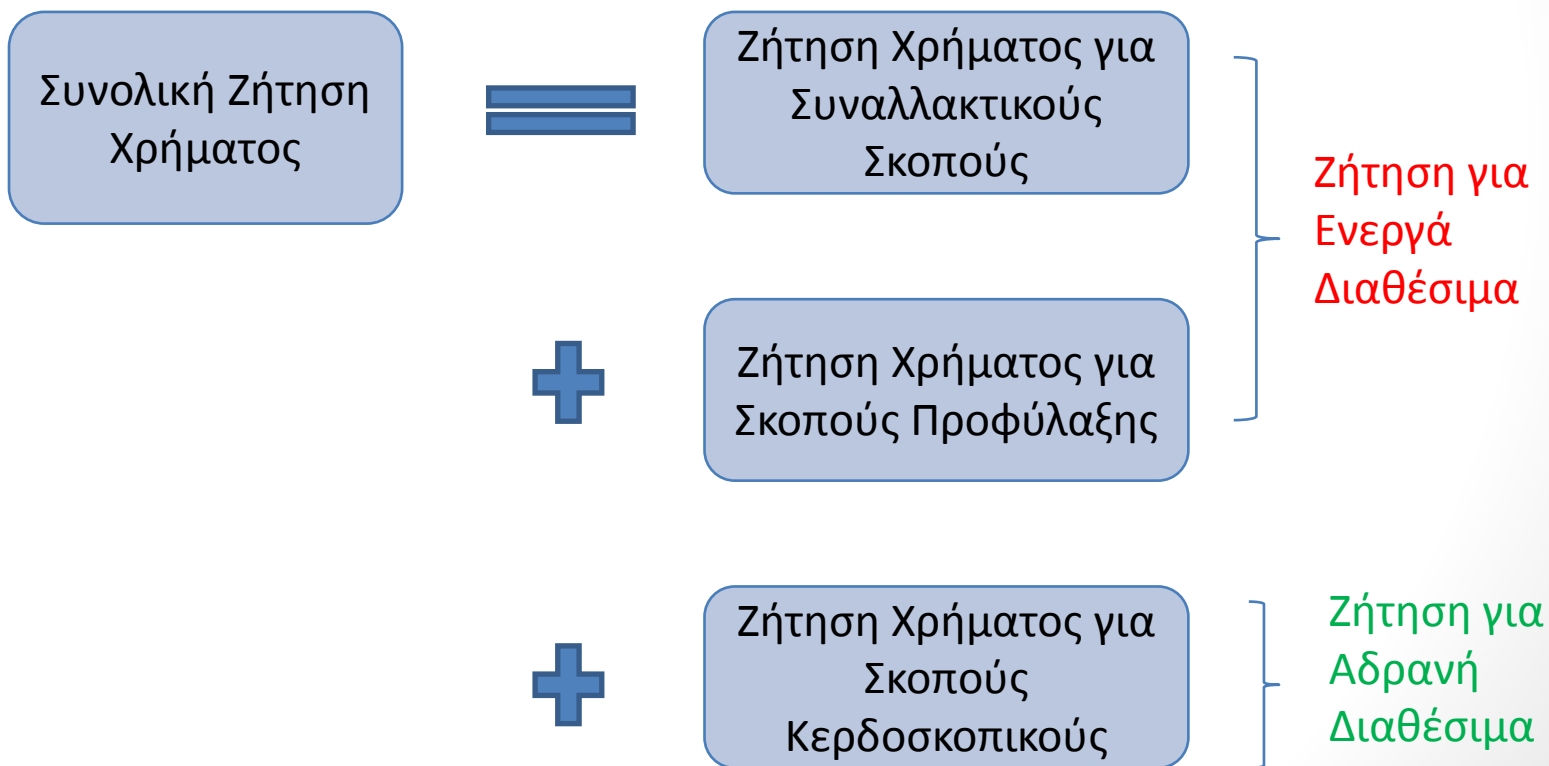 Συνολική Ζήτηση
Χρήματος
Ζήτηση Χρήματος για
Συναλλακτικούς
Σκοπούς
Ζήτηση για
Ενεργά
Διαθέσιμα
Ζήτηση Χρήματος για
Σκοπούς Προφύλαξης
Ζήτηση Χρήματος για
Σκοπούς
Κερδοσκοπικούς
Ζήτηση για
Αδρανή
Διαθέσιμα